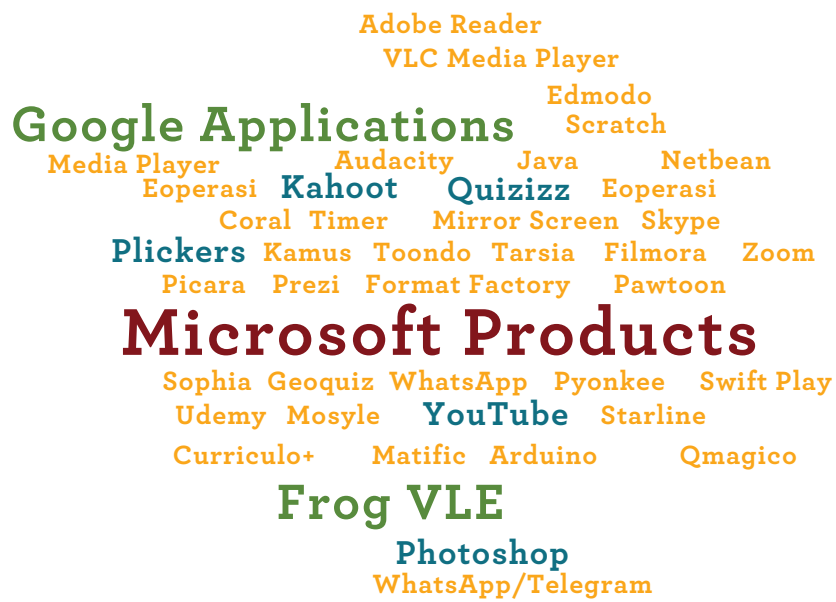 Adobe Reader
VLC Media Player
Edmodo
Google Applications
Scratch
Media Player Audacity Java Netbean
Eoperasi Kahoot Quizizz Eoperasi
Coral Timer Mirror Screen Skype
Plickers Kamus Toondo Tarsia Filmora Zoom
Picara Prezi Format Factory Pawtoon
Microsoft Products
Sophia Geoquiz WhatsApp Pyonkee Swift Play
Udemy Mosyle YouTube Starline
Curriculo+ Matific Arduino Qmagico
Frog VLE
Photoshop
WhatsApp/Telegram